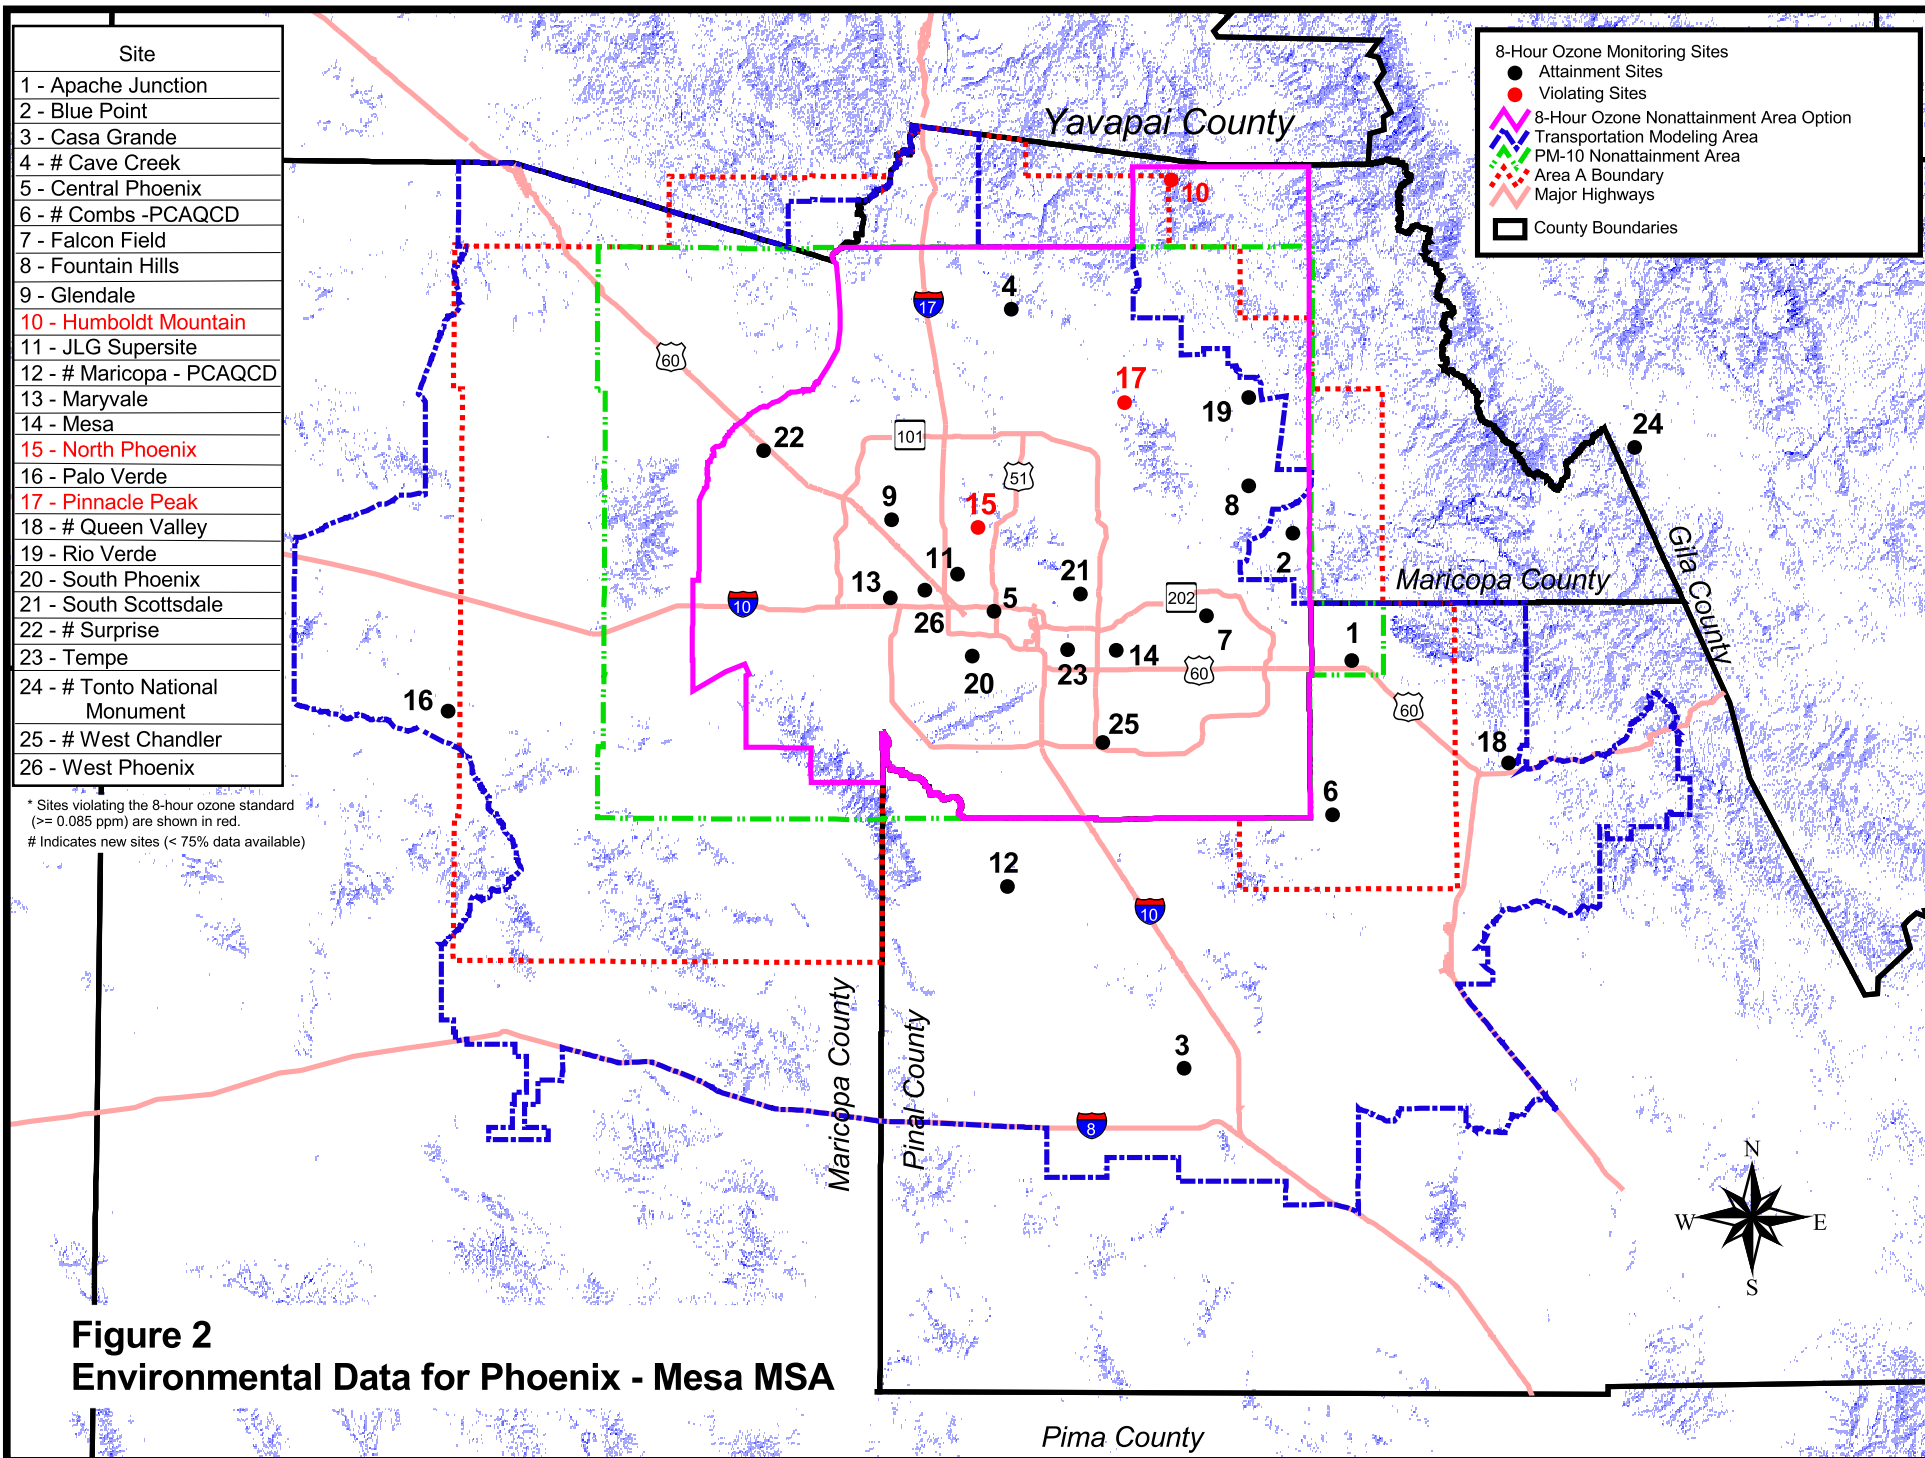 Site
1 - Apache Junction
2 - Blue Point
3 - Casa Grande
4 - # Cave Creek
5 - Central Phoenix
6 - # Combs -PCAQCD
7 - Falcon Field
8 - Fountain Hills
9 - Glendale
10 - Humboldt Mountain
11 - JLG Supersite
12 - # Maricopa - PCAQCD
13 - Maryvale
14 - Mesa
15 - North Phoenix
16 - Palo Verde
17 - Pinnacle Peak
18 - # Queen Valley
19 - Rio Verde
20 - South Phoenix
21 - South Scottsdale
22 - # Surprise
23 - Tempe
24 - # Tonto National
Monument
25 - # West Chandler
26 - West Phoenix
* Sites violating the 8-hour ozone standard
(>= 0.085 ppm) are shown in red.
# Indicates new sites (< 75% data available)
8-Hour Ozone Monitoring Sites
Attainment Sites
Violating Sites
8-Hour Ozone Nonattainment Area Option
Transportation Modeling Area
PM-10 Nonattainment Area
Area A Boundary
Major Highways
County Boundaries
Yavapai County
10
4
17
60
17
19
24
22
101
51
9
15
8
2
Gila County
11
21
Maricopa County
13
10
5
202
26
7
1
14
60
20
23
16
60
25
18
6
12
10
Maricopa County
Pinal County
3
8
N
W
E
S
Figure 2
Environmental Data for Phoenix - Mesa MSA
Pima County